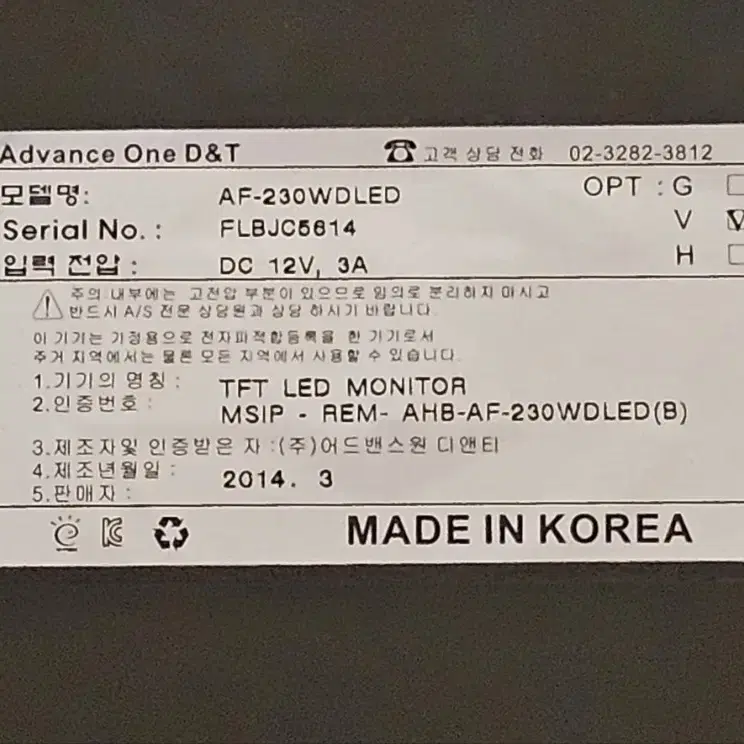 Advance One D&T ☎ 고객 상담 전화 02-3282-3812
모델명: AF-230WDLED OPT : G
Serial No. : FLBJC5614 V
입력 전압 : DC 12V, 3A H
주의 내부에는 고전압 부분이 있으므로 임의로 분리하지 마시고
반드시 A/S 전문 상담원과 상담 하시기 바랍니다.
이 기기는 가정용으로 전자파적합등록을 한 기기로서
주거 지역에서는 물론 모든 지역에서 사용할 수 있습니다.
1.기기의 명칭 : TFT LED MONITOR
2.인증번호 : MSIP - REM- AHB-AF-230WDLED(B)
3.제조자및 인증받은 자 :(주)어드밴스원 디앤티
4.제조년월일 : 2014. 3
5.판매자 :
MADE IN KOREA